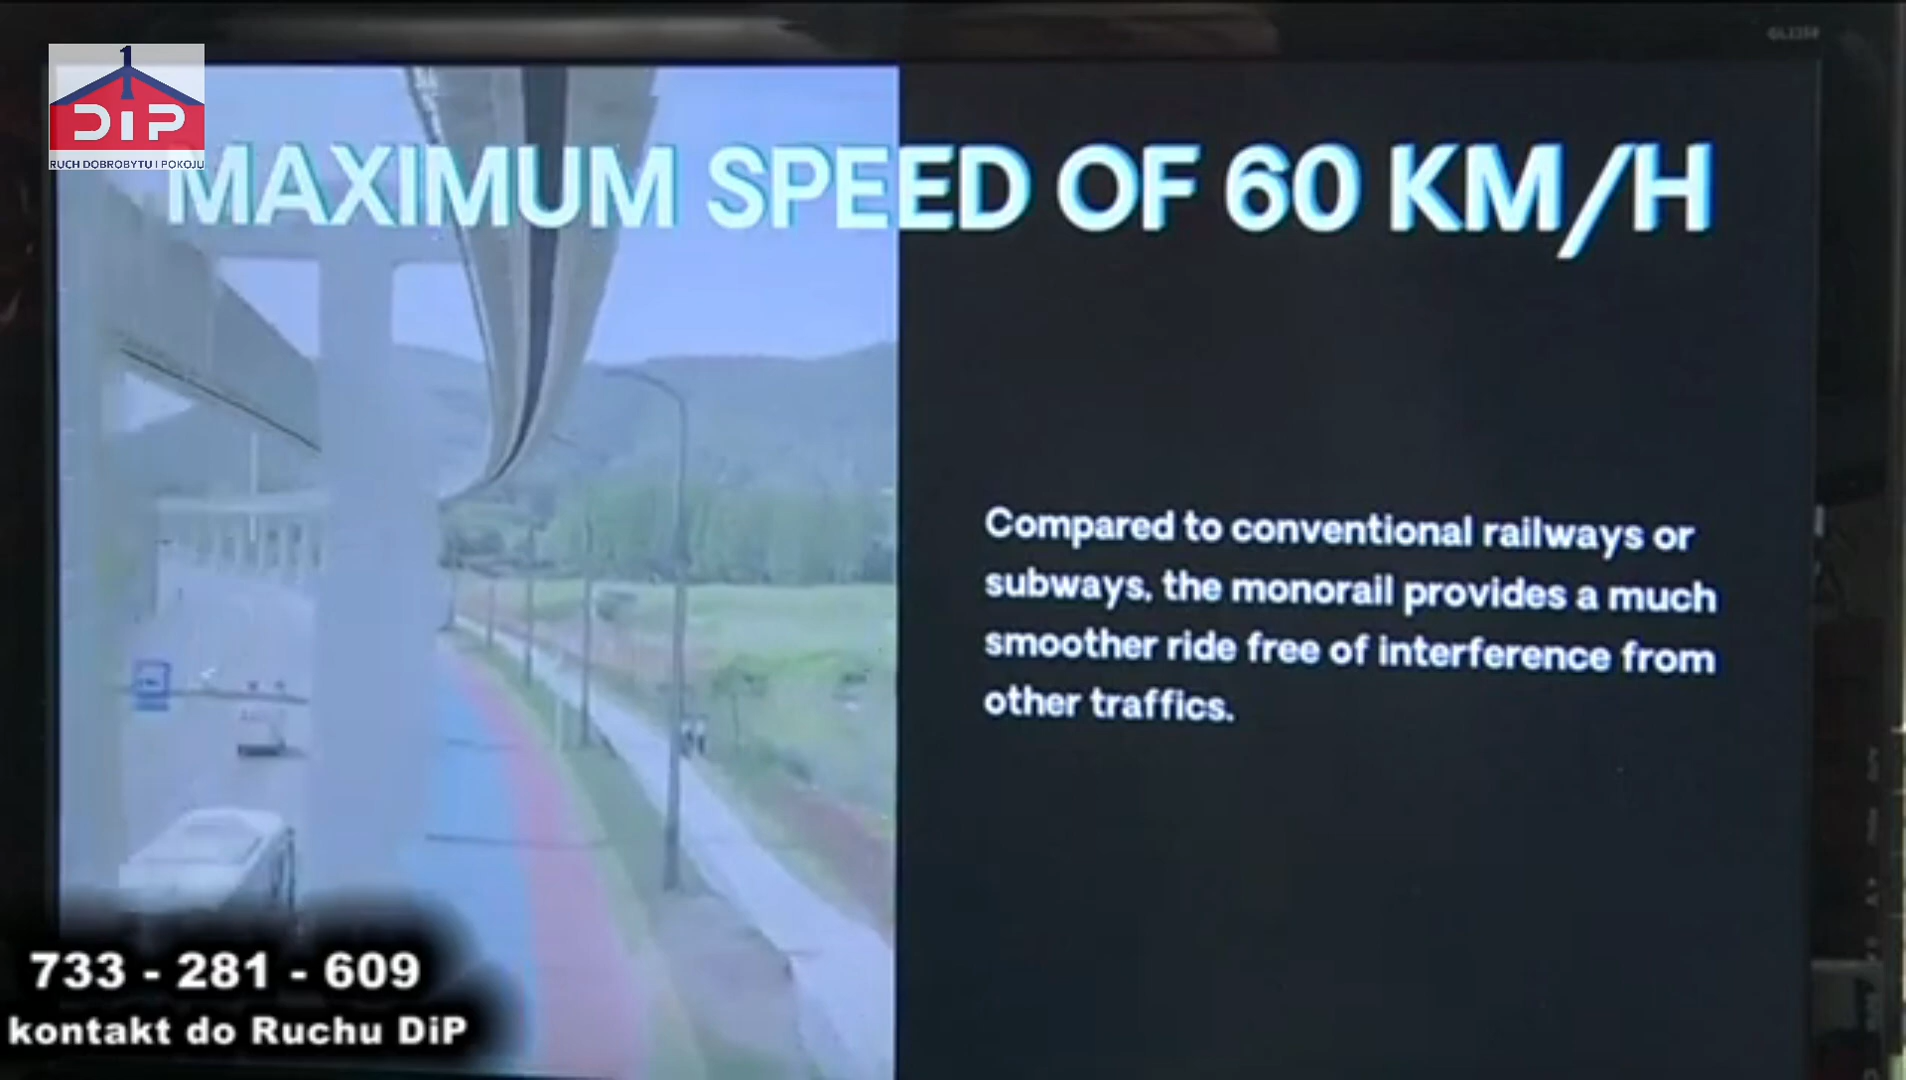 1
DiP
RUCH DOBROBYTU I POKOJU
MAXIMUM SPEED OF 60 KM/H
Compared to conventional railways or
subways, the monorail provides a much
smoother ride free of interference from
other traffics.
733 - 281 - 609
kontakt do Ruchu DiP